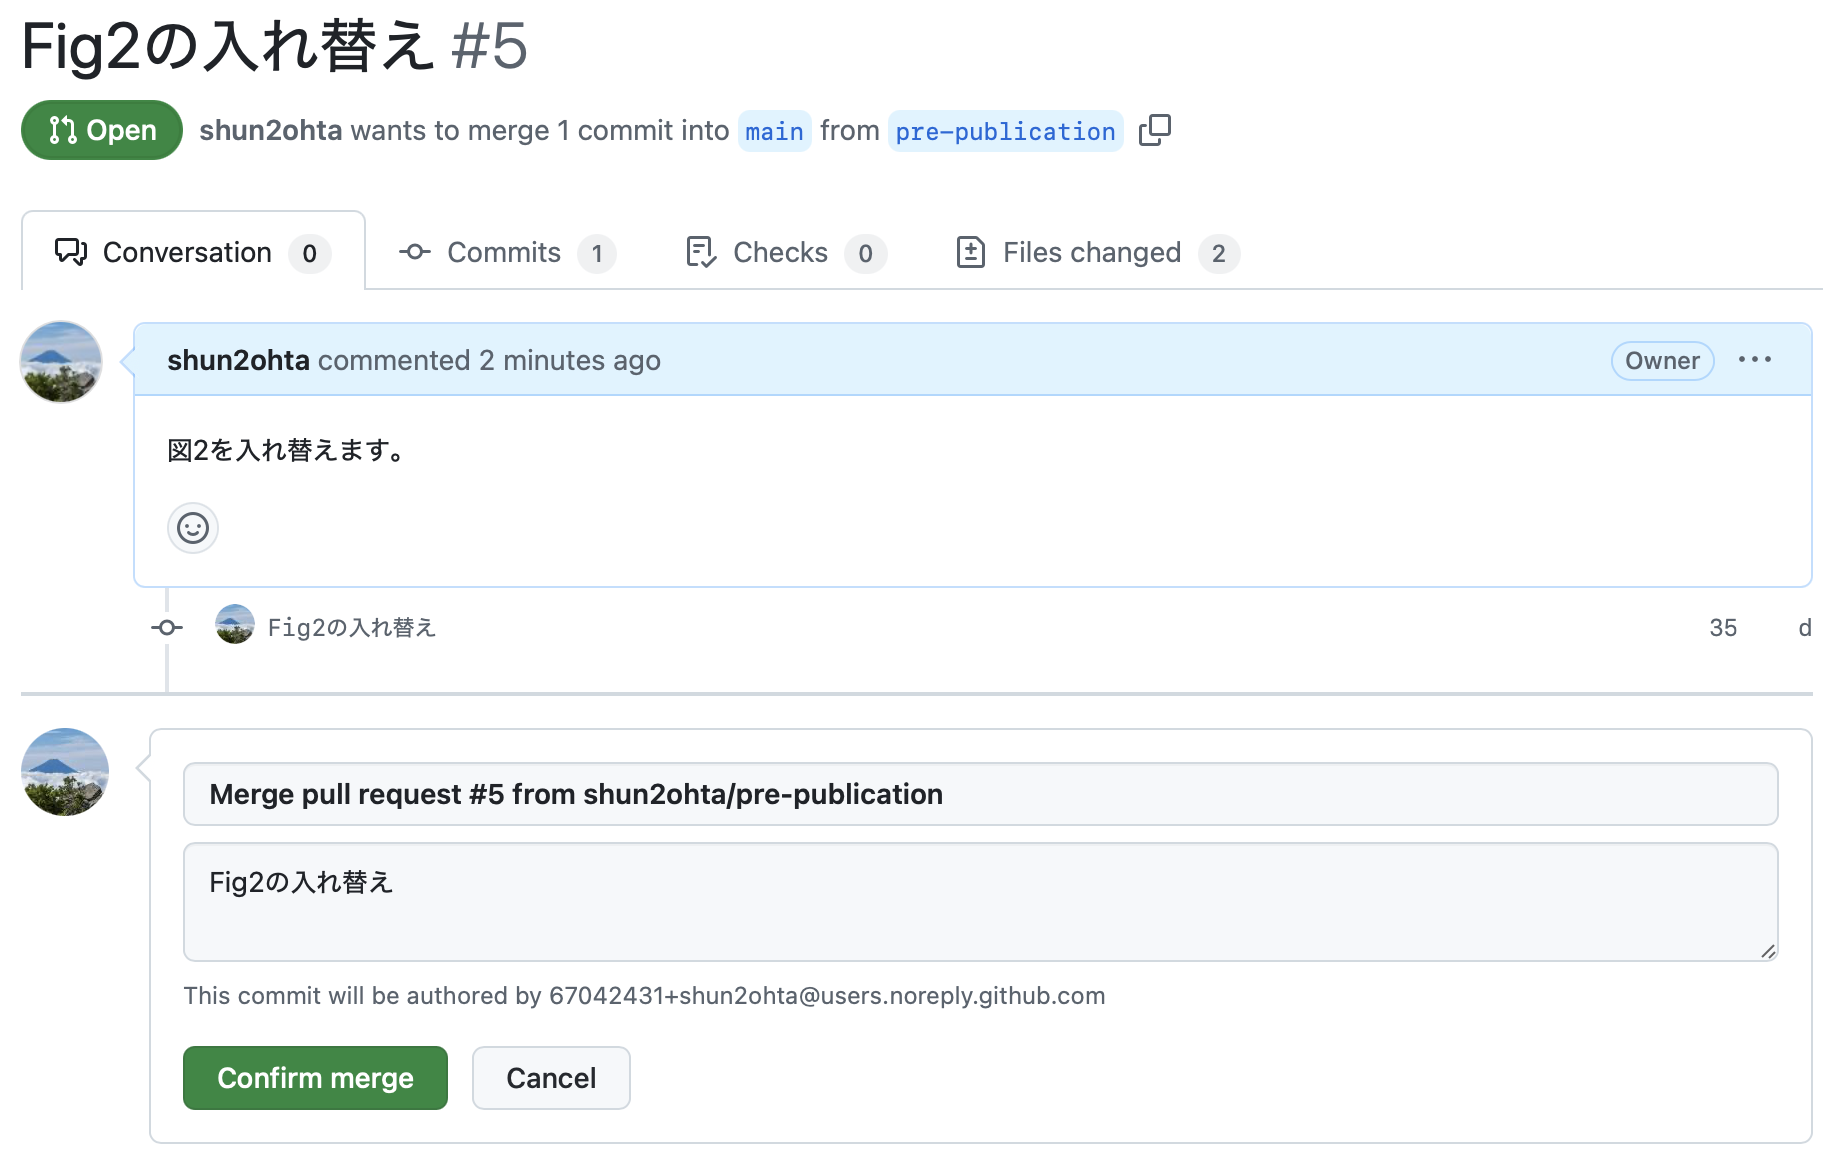 Fig2の入れ替え #5
Open shun2ohta wants to merge 1 commit into main from pre-publication
Conversation 0 Commits 1 Checks 0 Files changed 2
shun2ohta commented 2 minutes ago Owner
図2を入れ替えます。
Fig2の入れ替え 35 d
Merge pull request #5 from shun2ohta/pre-publication
Fig2の入れ替え
This commit will be authored by 67042431+shun2ohta@users.noreply.github.com
Confirm merge Cancel